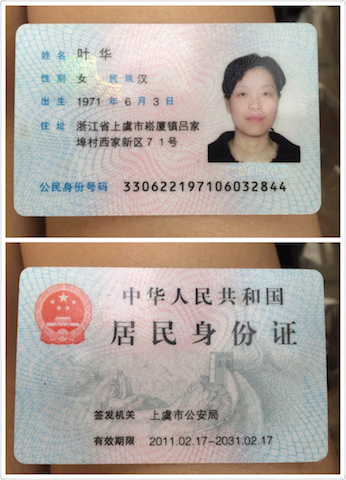 姓名 叶华
性别 女 民族 汉
出生 1971 年 6 月 3 日
住址 浙江省上虞市崧厦镇吕家
埠村西家新区71号
公民身份号码 330622197106032844
中华人民共和国
居民身份证
签发机关 上虞市公安局
有效期限 2011.02.17-2031.02.17